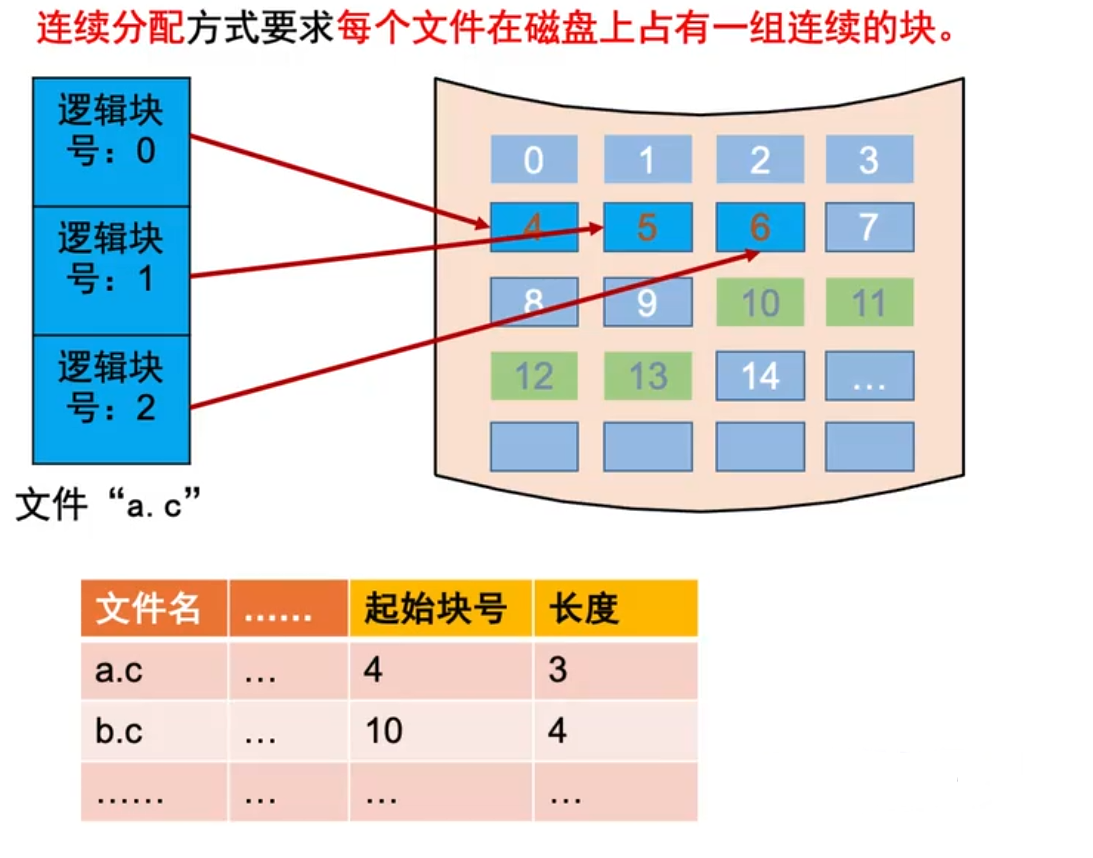 连续分配方式要求每个文件在磁盘上占有一组连续的块。
逻辑块
号：0
逻辑块
号：1
逻辑块
号：2
文件“a.c”
0 1 2 3
4 5 6 7
8 9 10 11
12 13 14 ...
文件名 …… 起始块号 长度
a.c … 4 3
b.c … 10 4
…… … … …